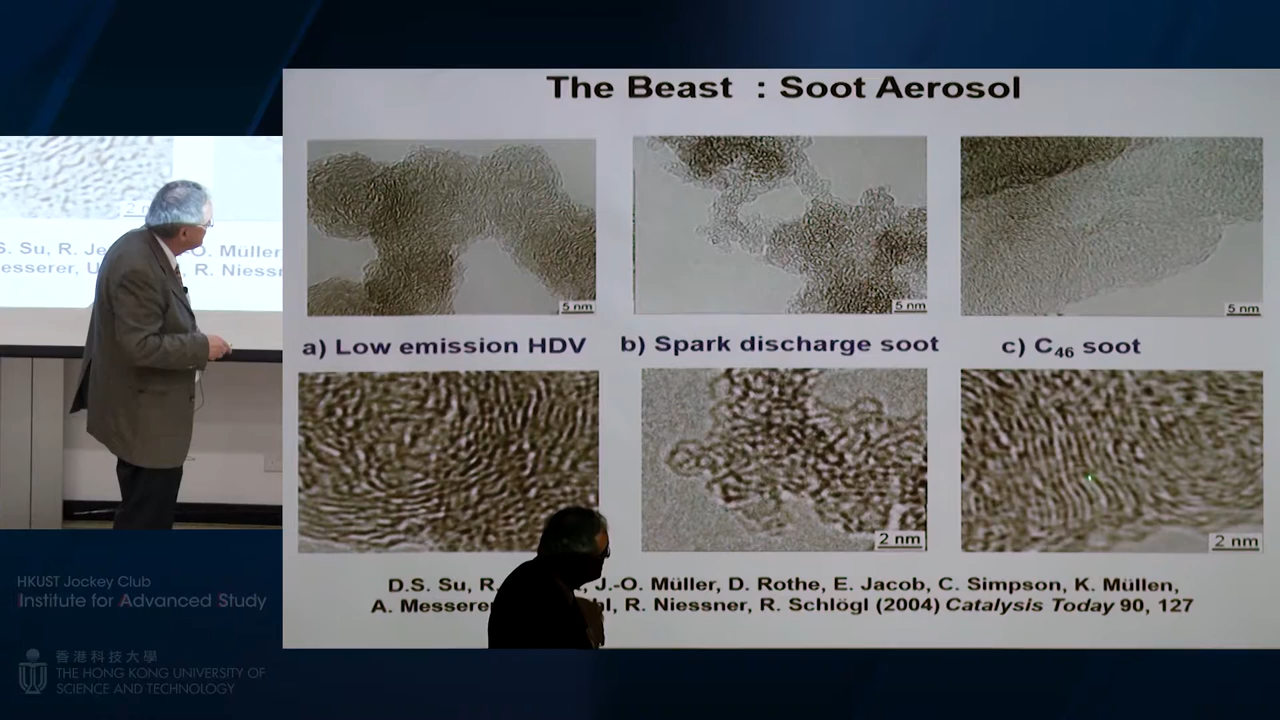 The Beast : Soot Aerosol
5 nm
5 nm
5 nm
a) Low emission HDV
b) Spark discharge soot
c) C46 soot
2 nm
2 nm
D.S. Su, R. J.-O. Müller, D. Rothe, E. Jacob, C. Simpson, K. Müllen,
A. Messerer R. Niessner, R. Schlögl (2004) Catalysis Today 90, 127
S. Su, R. Je -O. Müller
esserer, U R. Niessn
HKUST Jockey Club
Institute for Advanced Study
香港科技大學
THE HONG KONG UNIVERSITY OF
SCIENCE AND TECHNOLOGY